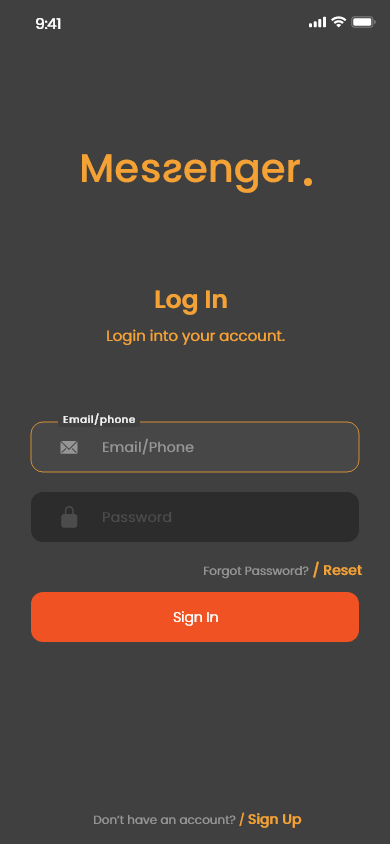 9:41
Messenger.
Log In
Login into your account.
Email/phone
Email/Phone
Password
Forgot Password? / Reset
Sign In
Don't have an account? / Sign Up